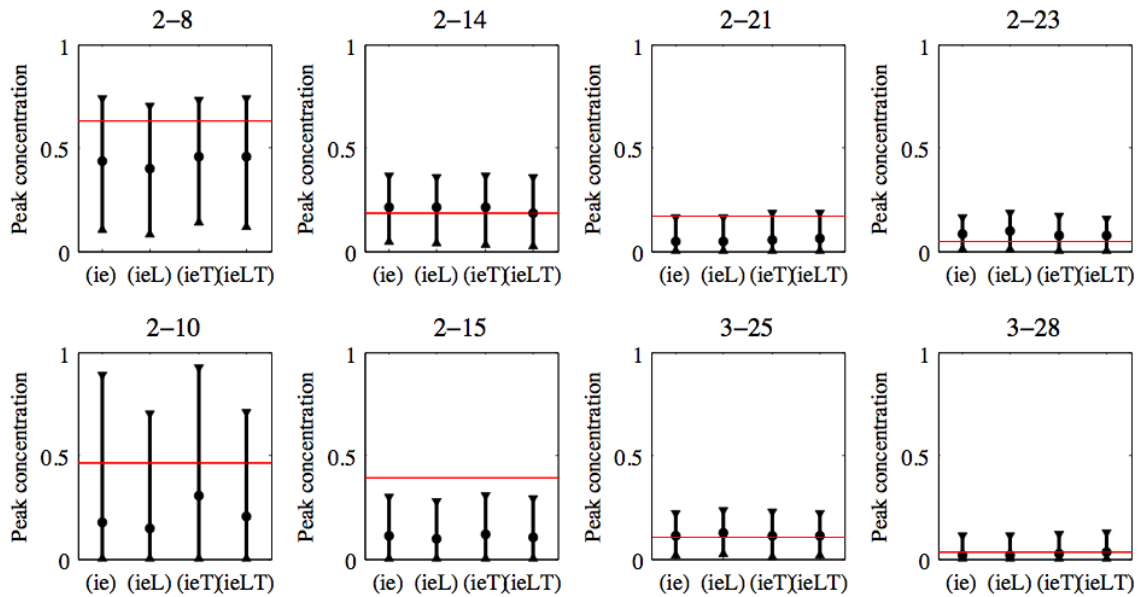 2–8 2–14 2–21 2–23
1 1 1 1
Peak concentration Peak concentration Peak concentration Peak concentration
0.5 0.5 0.5 0.5
0 0 0 0
(ie) (ieL) (ieT)(ieLT) (ie) (ieL) (ieT)(ieLT) (ie) (ieL) (ieT)(ieLT) (ie) (ieL) (ieT)(ieLT)
2–10 2–15 3–25 3–28
1 1 1 1
Peak concentration Peak concentration Peak concentration Peak concentration
0.5 0.5 0.5 0.5
0 0 0 0
(ie) (ieL) (ieT)(ieLT) (ie) (ieL) (ieT)(ieLT) (ie) (ieL) (ieT)(ieLT) (ie) (ieL) (ieT)(ieLT)